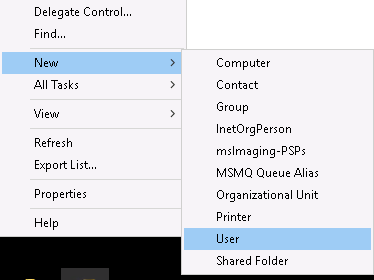 Delegate Control...
Find...
New
All Tasks
View
Refresh
Export List...
Properties
Help
Computer
Contact
Group
InetOrgPerson
msImaging-PSPs
MSMQ Queue Alias
Organizational Unit
Printer
User
Shared Folder